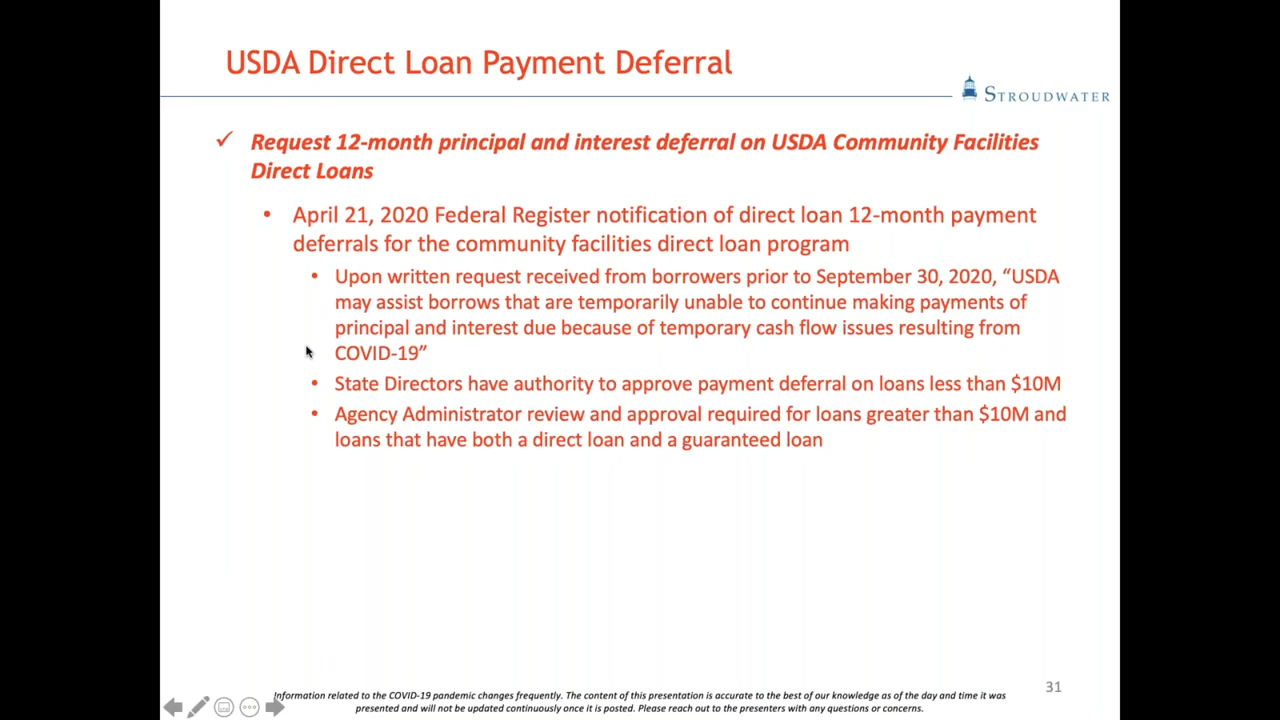 USDA Direct Loan Payment Deferral
STROUDWATER
✓ Request 12-month principal and interest deferral on USDA Community Facilities
Direct Loans
• April 21, 2020 Federal Register notification of direct loan 12-month payment
deferrals for the community facilities direct loan program
• Upon written request received from borrowers prior to September 30, 2020, “USDA
may assist borrows that are temporarily unable to continue making payments of
principal and interest due because of temporary cash flow issues resulting from
COVID-19”
• State Directors have authority to approve payment deferral on loans less than $10M
• Agency Administrator review and approval required for loans greater than $10M and
loans that have both a direct loan and a guaranteed loan
31
Information related to the COVID-19 pandemic changes frequently. The content of this presentation is accurate to the best of our knowledge as of the day and time it was
presented and will not be updated continuously once it is posted. Please reach out to the presenters with any questions or concerns.